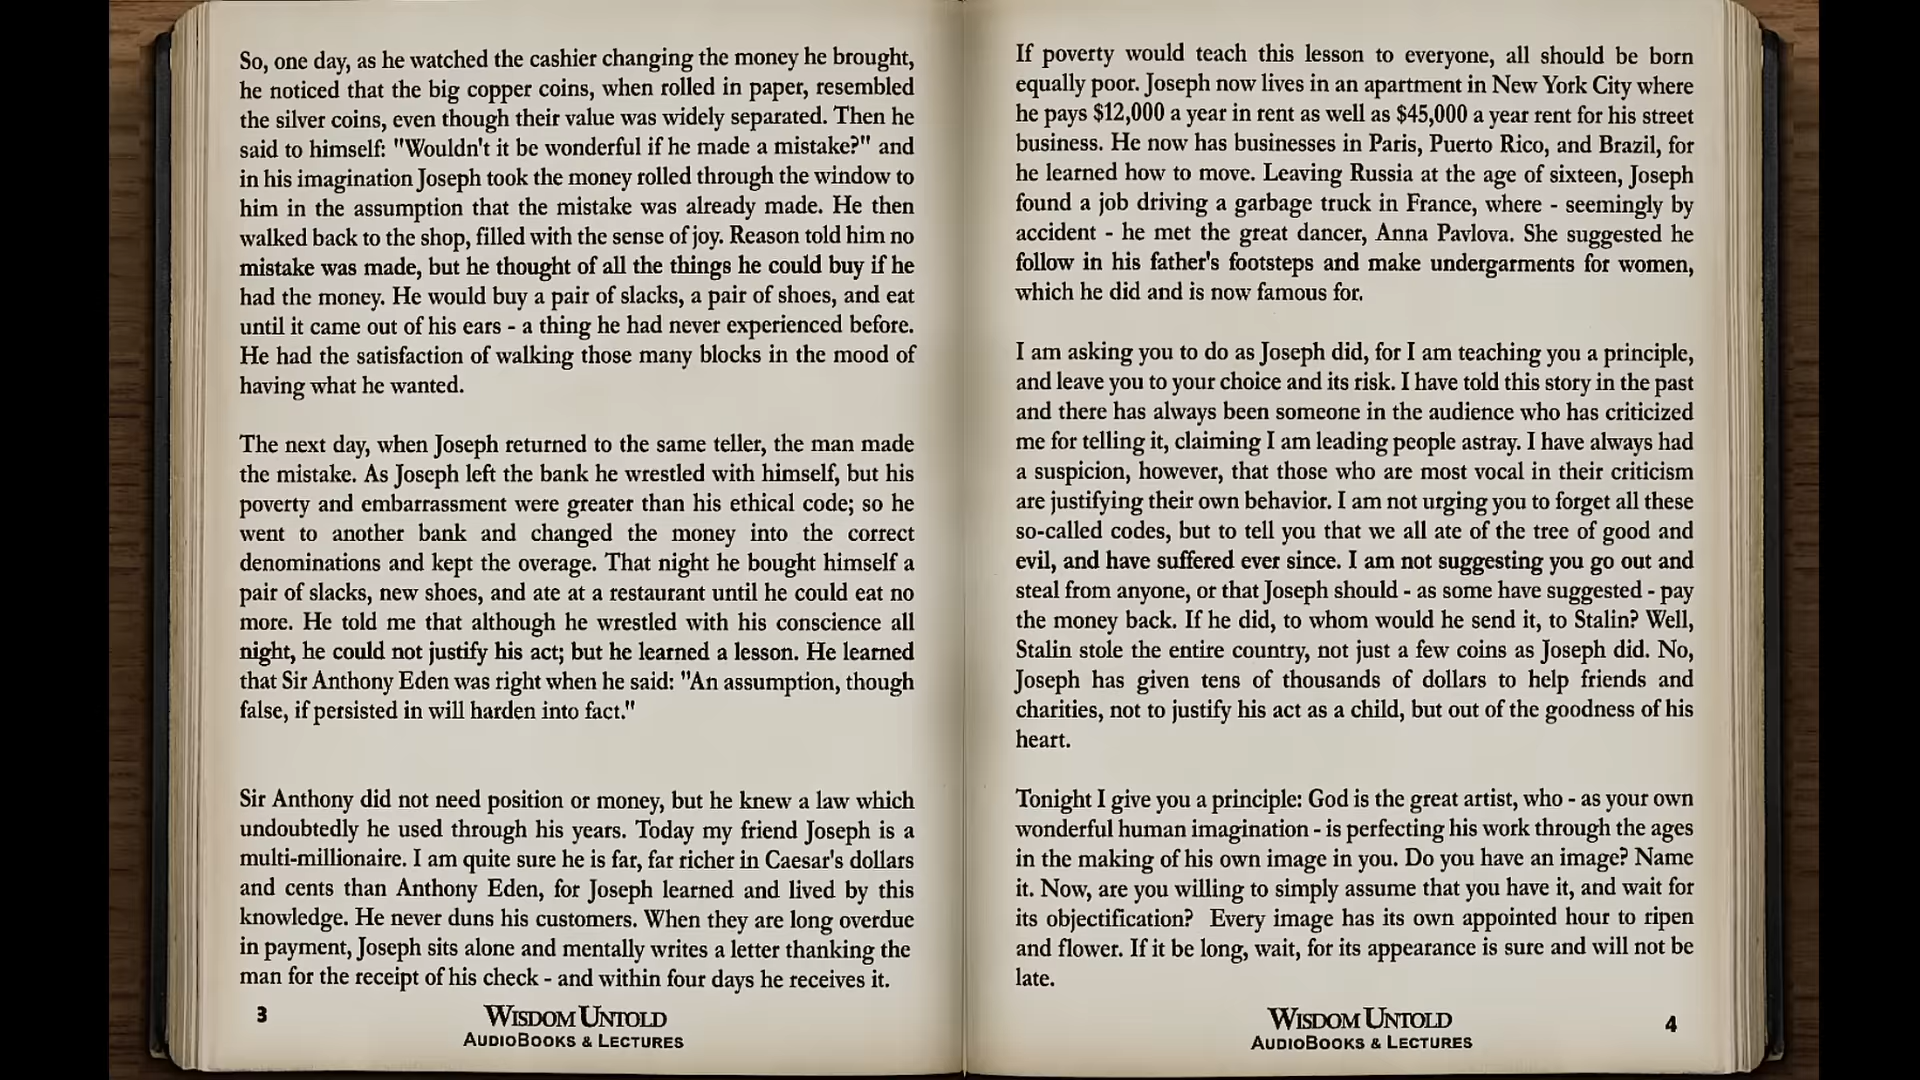 So, one day, as he watched the cashier changing the money he brought,
he noticed that the big copper coins, when rolled in paper, resembled
the silver coins, even though their value was widely separated. Then he
said to himself: "Wouldn't it be wonderful if he made a mistake?" and
in his imagination Joseph took the money rolled through the window to
him in the assumption that the mistake was already made. He then
walked back to the shop, filled with the sense of joy. Reason told him no
mistake was made, but he thought of all the things he could buy if he
had the money. He would buy a pair of slacks, a pair of shoes, and eat
until it came out of his ears - a thing he had never experienced before.
He had the satisfaction of walking those many blocks in the mood of
having what he wanted.
The next day, when Joseph returned to the same teller, the man made
the mistake. As Joseph left the bank he wrestled with himself, but his
poverty and embarrassment were greater than his ethical code; so he
went to another bank and changed the money into the correct
denominations and kept the overage. That night he bought himself a
pair of slacks, new shoes, and ate at a restaurant until he could eat no
more. He told me that although he wrestled with his conscience all
night, he could not justify his act; but he learned a lesson. He learned
that Sir Anthony Eden was right when he said: "An assumption, though
false, if persisted in will harden into fact."
Sir Anthony did not need position or money, but he knew a law which
undoubtedly he used through his years. Today my friend Joseph is a
multi-millionaire. I am quite sure he is far, far richer in Caesar's dollars
and cents than Anthony Eden, for Joseph learned and lived by this
knowledge. He never duns his customers. When they are long overdue
in payment, Joseph sits alone and mentally writes a letter thanking the
man for the receipt of his check - and within four days he receives it.
3
WISDOM UNTOLD
AUDIOBOOKS & LECTURES
If poverty would teach this lesson to everyone, all should be born
equally poor. Joseph now lives in an apartment in New York City where
he pays $12,000 a year in rent as well as $45,000 a year rent for his street
business. He now has businesses in Paris, Puerto Rico, and Brazil, for
he learned how to move. Leaving Russia at the age of sixteen, Joseph
found a job driving a garbage truck in France, where - seemingly by
accident - he met the great dancer, Anna Pavlova. She suggested he
follow in his father's footsteps and make undergarments for women,
which he did and is now famous for.
I am asking you to do as Joseph did, for I am teaching you a principle,
and leave you to your choice and its risk. I have told this story in the past
and there has always been someone in the audience who has criticized
me for telling it, claiming I am leading people astray. I have always had
a suspicion, however, that those who are most vocal in their criticism
are justifying their own behavior. I am not urging you to forget all these
so-called codes, but to tell you that we all ate of the tree of good and
evil, and have suffered ever since. I am not suggesting you go out and
steal from anyone, or that Joseph should - as some have suggested - pay
the money back. If he did, to whom would he send it, to Stalin? Well,
Stalin stole the entire country, not just a few coins as Joseph did. No,
Joseph has given tens of thousands of dollars to help friends and
charities, not to justify his act as a child, but out of the goodness of his
heart.
Tonight I give you a principle: God is the great artist, who - as your own
wonderful human imagination - is perfecting his work through the ages
in the making of his own image in you. Do you have an image? Name
it. Now, are you willing to simply assume that you have it, and wait for
its objectification? Every image has its own appointed hour to ripen
and flower. If it be long, wait, for its appearance is sure and will not be
late.
WISDOM UNTOLD
AUDIOBOOKS & LECTURES
4